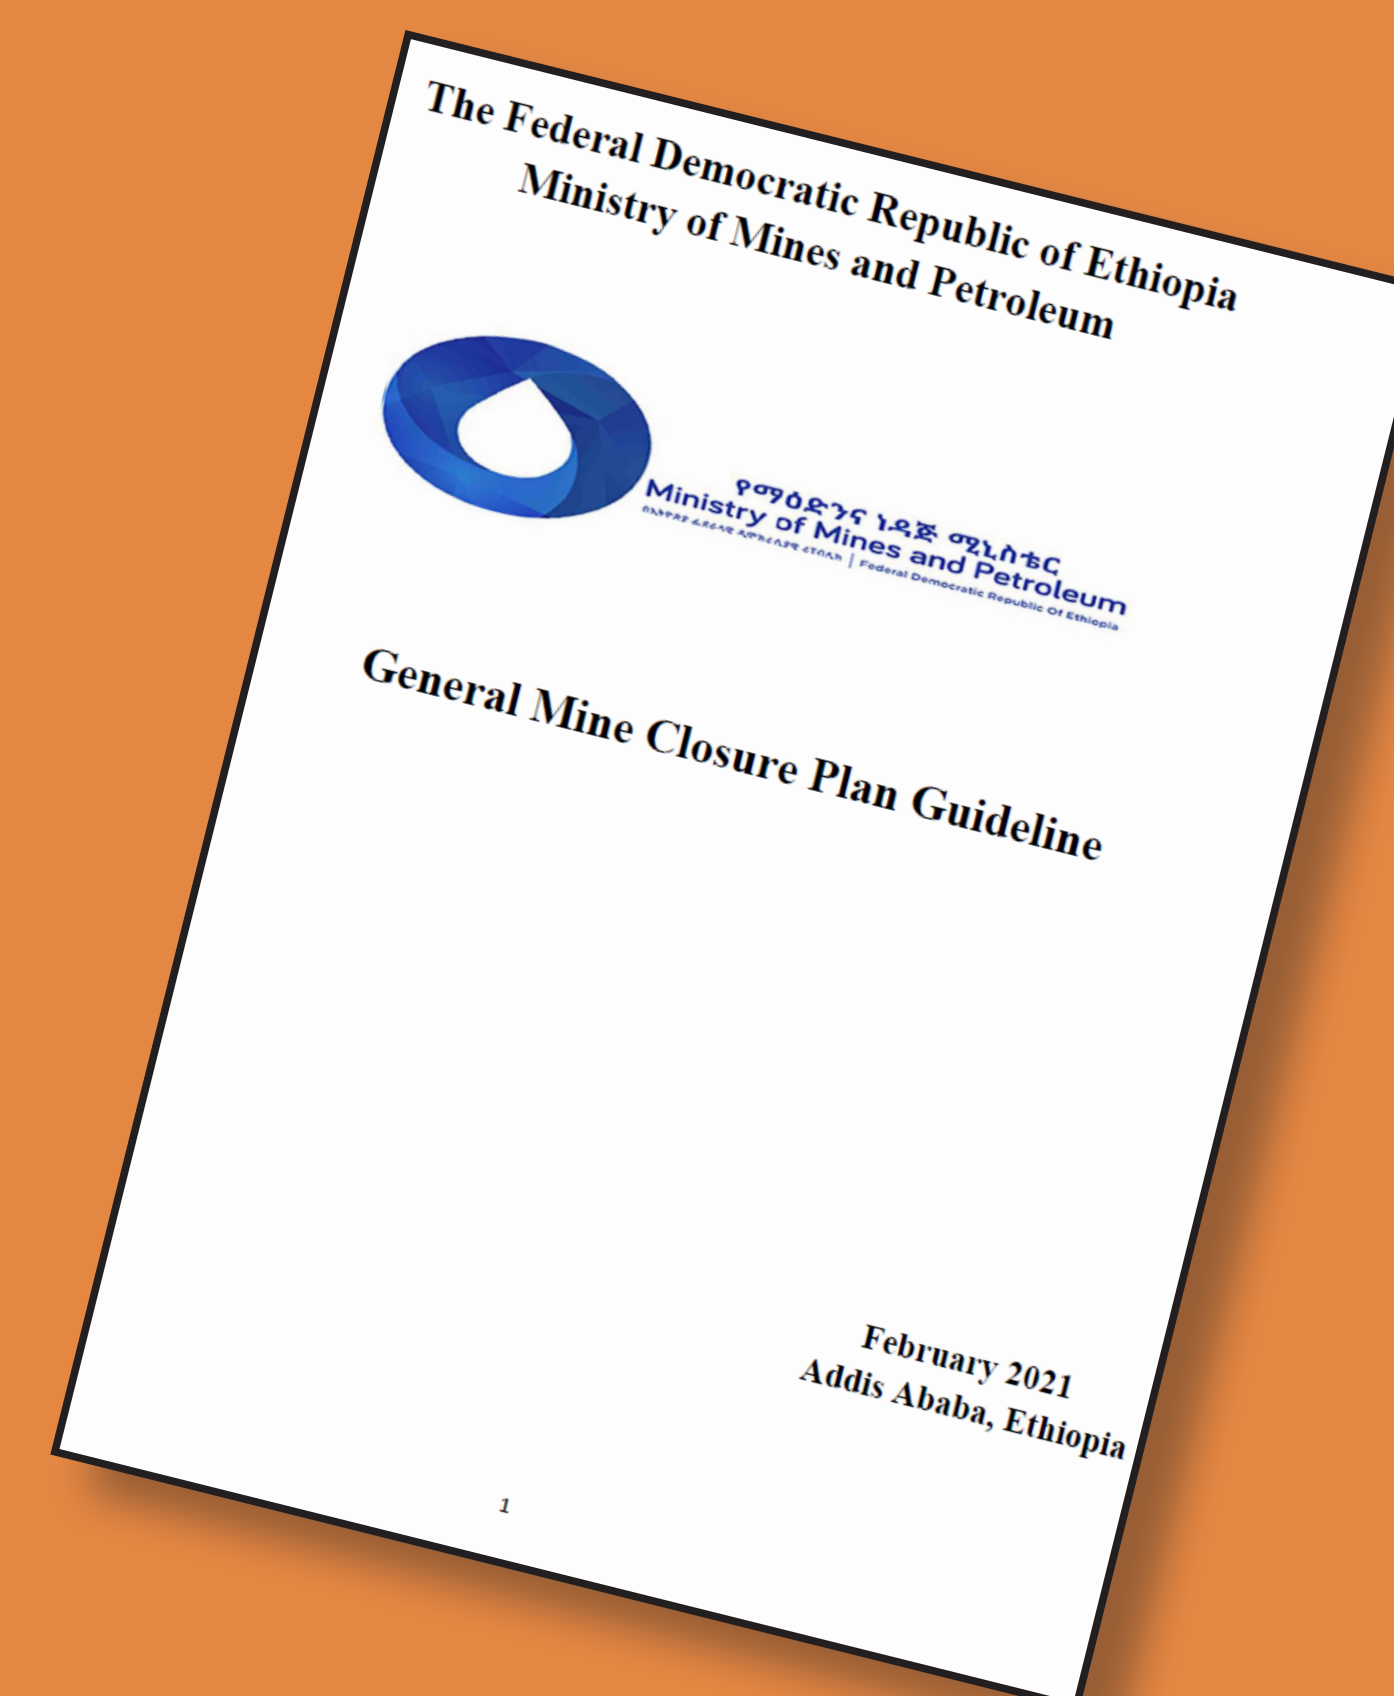 The Federal Democratic Republic of Ethiopia
Ministry of Mines and Petroleum
የማዕድንና ነዳጅ ሚኒስቴር
Ministry of Mines and Petroleum
| Federal Democratic Republic Of Ethiopia
General Mine Closure Plan Guideline
February 2021
Addis Ababa, Ethiopia
1